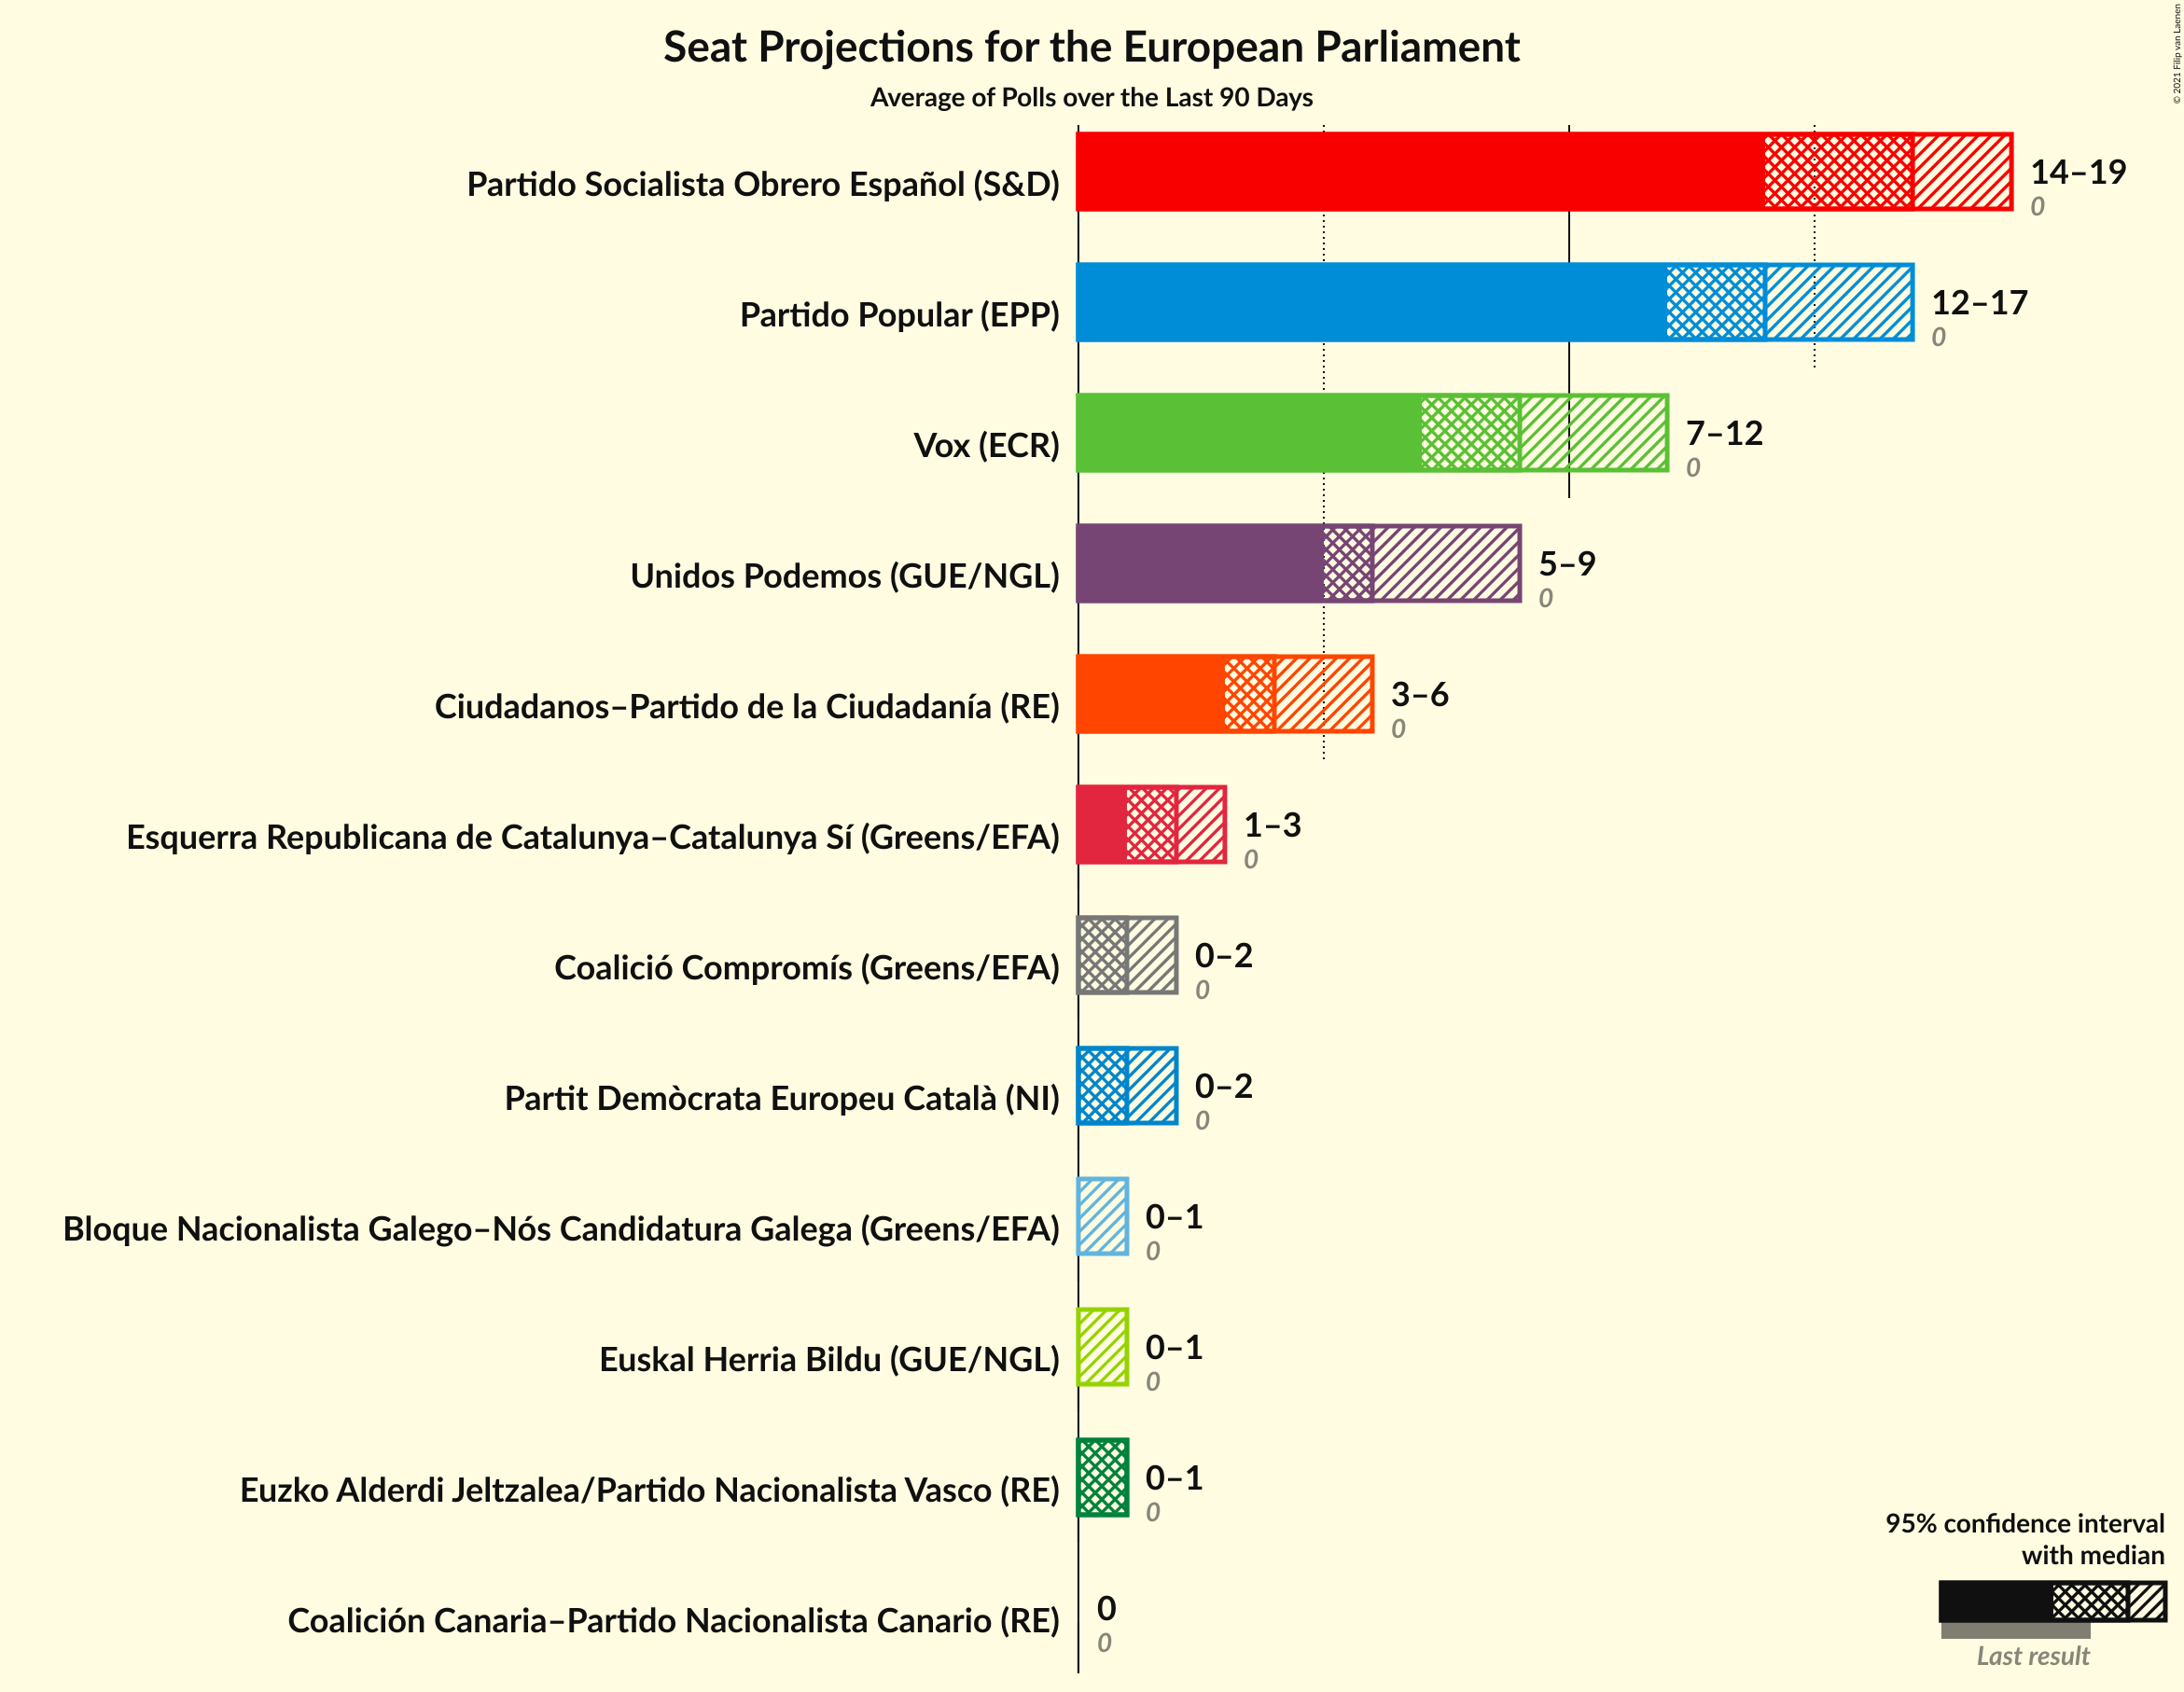 Seat Projections for the European Parliament
Average of Polls over the Last 90 Days
© 2021 Filip van Laenen
Partido Socialista Obrero Español (S&D)
14–19
0
Partido Popular (EPP)
12–17
0
Vox (ECR)
7–12
0
Unidos Podemos (GUE/NGL)
5–9
0
Ciudadanos–Partido de la Ciudadanía (RE)
3–6
0
Esquerra Republicana de Catalunya–Catalunya Sí (Greens/EFA)
1–3
0
Coalició Compromís (Greens/EFA)
0–2
0
Partit Demòcrata Europeu Català (NI)
0–2
0
Bloque Nacionalista Galego–Nós Candidatura Galega (Greens/EFA)
0–1
0
Euskal Herria Bildu (GUE/NGL)
0–1
0
Euzko Alderdi Jeltzalea/Partido Nacionalista Vasco (RE)
0–1
0
Coalición Canaria–Partido Nacionalista Canario (RE)
0
0
95% confidence interval
with median
Last result